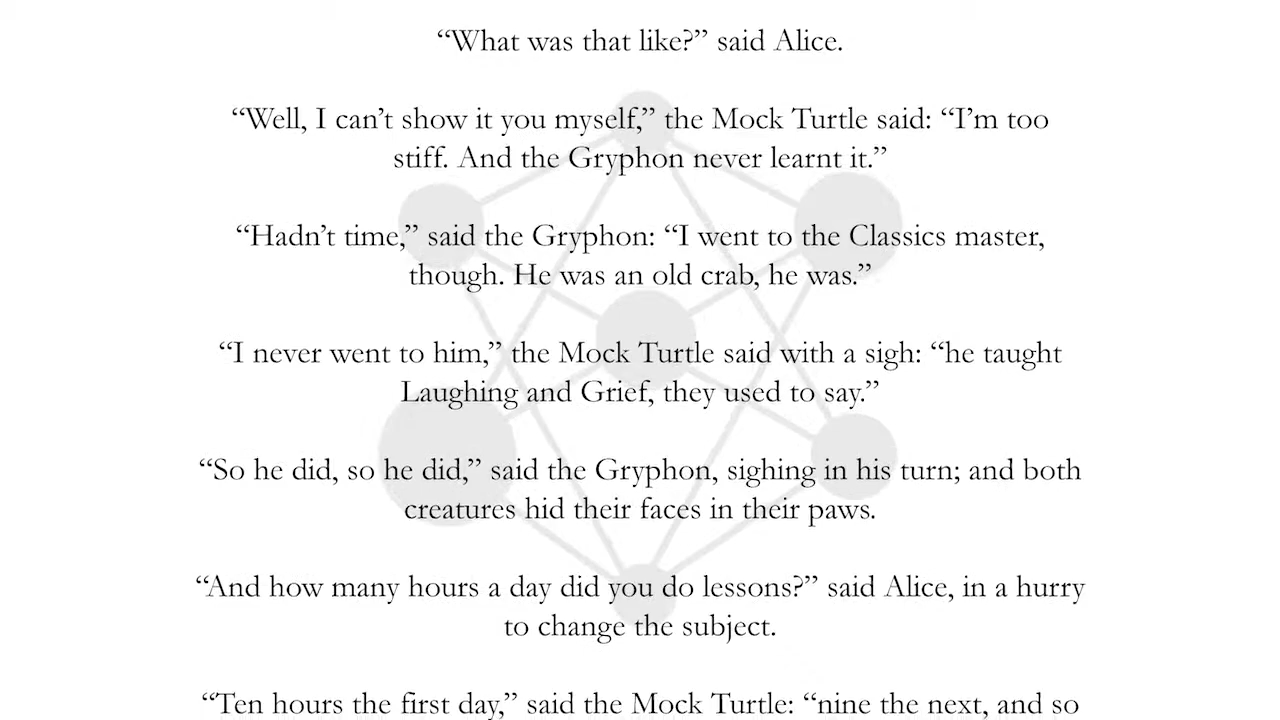 “What was that like?” said Alice.
“Well, I can’t show it you myself,” the Mock Turtle said: “I’m too
stiff. And the Gryphon never learnt it.”
“Hadn’t time,” said the Gryphon: “I went to the Classics master,
though. He was an old crab, he was.”
“I never went to him,” the Mock Turtle said with a sigh: “he taught
Laughing and Grief, they used to say.”
“So he did, so he did,” said the Gryphon, sighing in his turn; and both
creatures hid their faces in their paws.
“And how many hours a day did you do lessons?” said Alice, in a hurry
to change the subject.
“Ten hours the first day,” said the Mock Turtle: “nine the next, and so